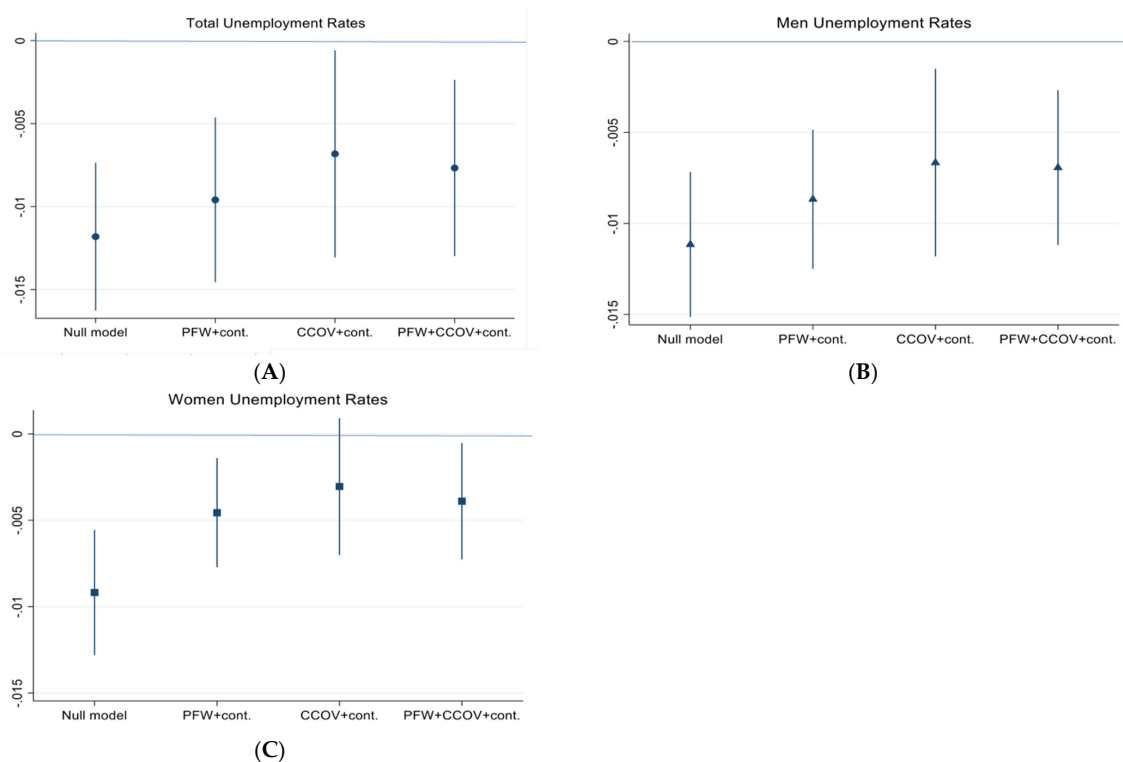 Total Unemployment Rates
0
-.005
-.01
-.015
Null model PFW+cont. CCOV+cont. PFW+CCOV+cont.
(A)
Men Unemployment Rates
0
-.005
-.01
-.015
Null model PFW+cont. CCOV+cont. PFW+CCOV+cont.
(B)
Women Unemployment Rates
0
-.005
-.01
-.015
Null model PFW+cont. CCOV+cont. PFW+CCOV+cont.
(C)